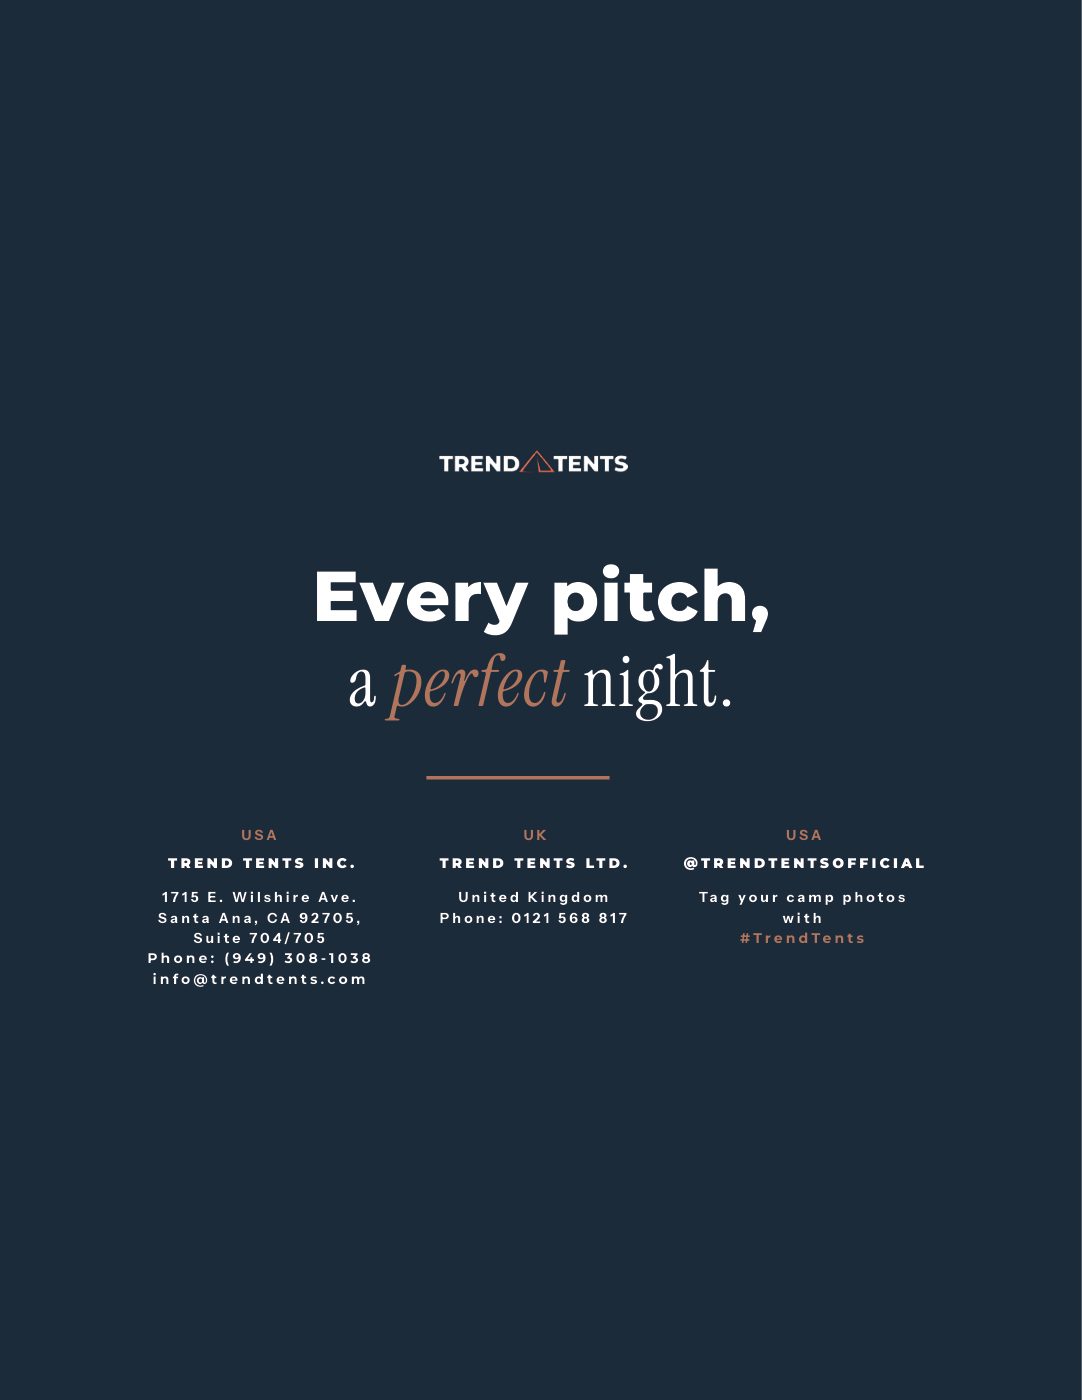 TREND TENTS
Every pitch,
a perfect night.
USA
TREND TENTS INC.
1715 E. Wilshire Ave.
Santa Ana, CA 92705,
Suite 704/705
Phone: (949) 308-1038
info@trendtents.com
UK
TREND TENTS LTD.
United Kingdom
Phone: 0121 568 817
USA
@TRENDTENTSOFFICIAL
Tag your camp photos
with
#TrendTents